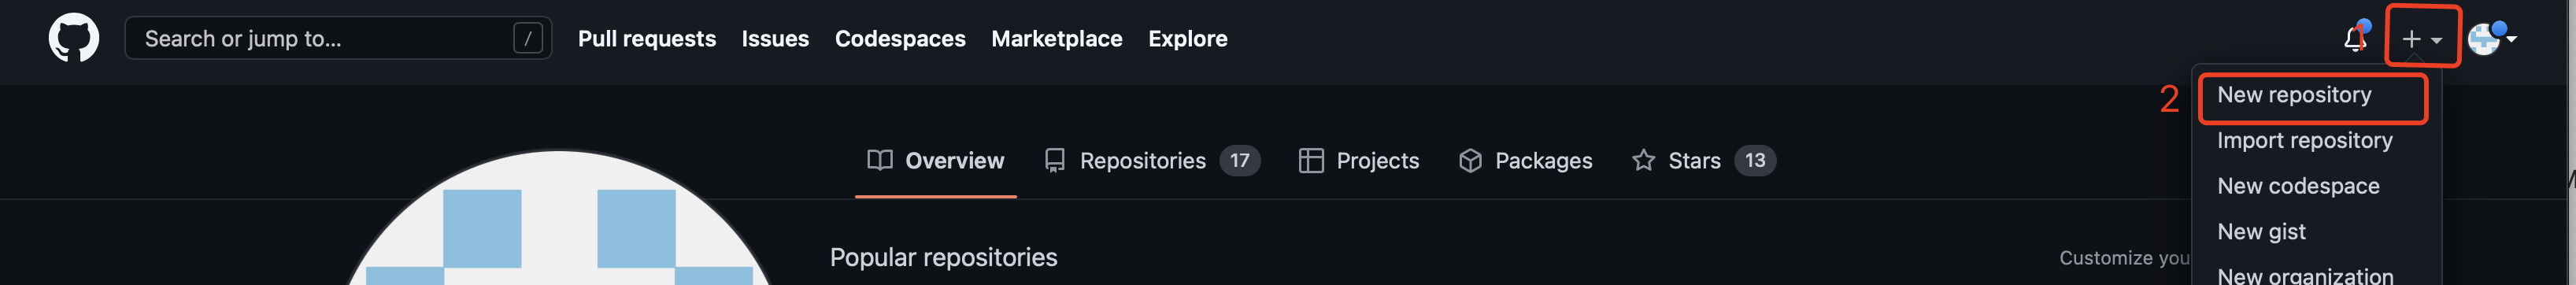 Search or jump to... / Pull requests Issues Codespaces Marketplace Explore 1
2 New repository
Import repository
Overview Repositories 17 Projects Packages Stars 13
New codespace
New gist
Popular repositories Customize you
New organization